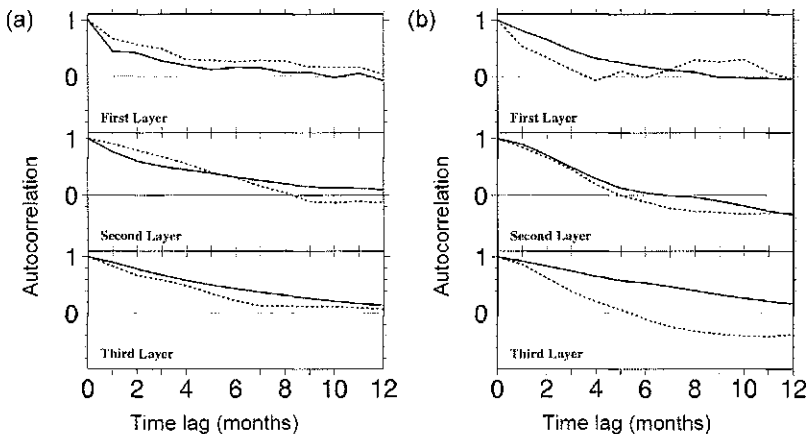 (a)
Autocorrelation
1
0
First Layer
1
0
Second Layer
1
0
Third Layer
0 2 4 6 8 10 12
Time lag (months)
(b)
Autocorrelation
1
0
First Layer
1
0
Second Layer
1
0
Third Layer
0 2 4 6 8 10 12
Time lag (months)